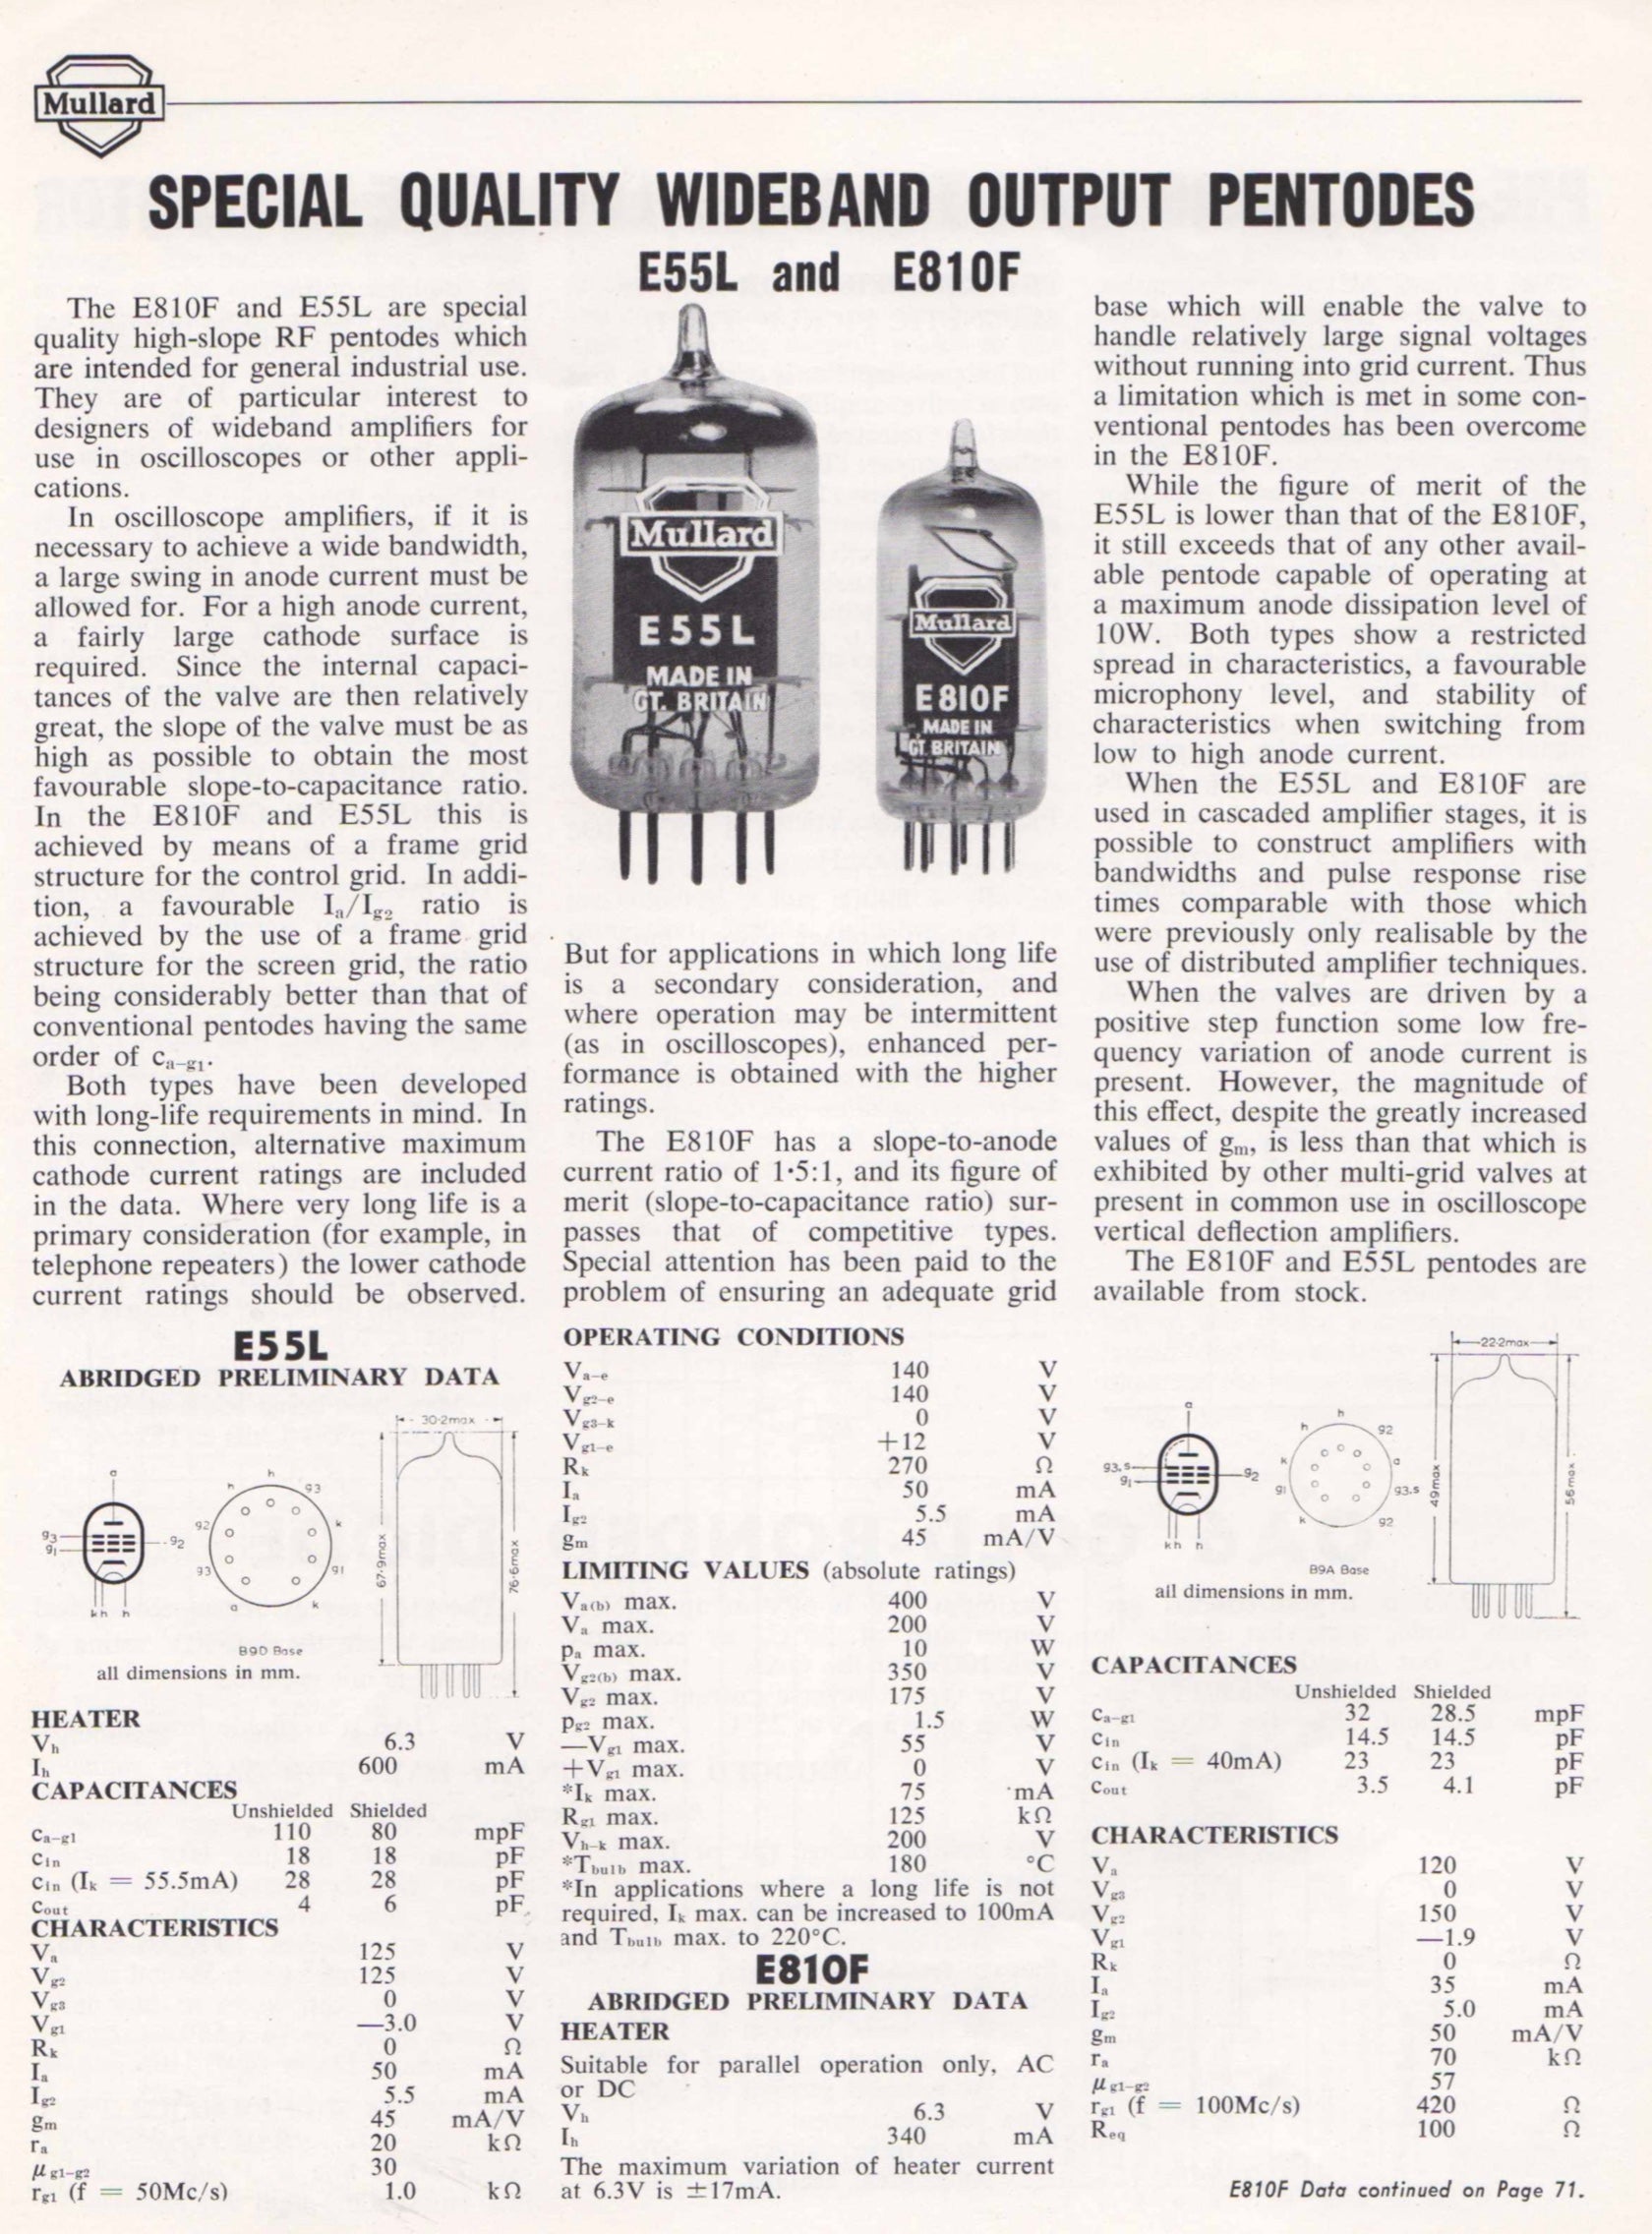 Mullard
SPECIAL QUALITY WIDEBAND OUTPUT PENTODES
E55L and E810F
The E810F and E55L are special
quality high-slope RF pentodes which
are intended for general industrial use.
They are of particular interest to
designers of wideband amplifiers for
use in oscilloscopes or other appli-
cations.
In oscilloscope amplifiers, if it is
necessary to achieve a wide bandwidth,
a large swing in anode current must be
allowed for. For a high anode current,
a fairly large cathode surface is
required. Since the internal capaci-
tances of the valve are then relatively
great, the slope of the valve must be as
high as possible to obtain the most
favourable slope-to-capacitance ratio.
In the E810F and E55L this is
achieved by means of a frame grid
structure for the control grid. In addi-
tion, a favourable Ia/Ig2 ratio is
achieved by the use of a frame grid
structure for the screen grid, the ratio
being considerably better than that of
conventional pentodes having the same
order of ca-g1.
Both types have been developed
with long-life requirements in mind. In
this connection, alternative maximum
cathode current ratings are included
in the data. Where very long life is a
primary consideration (for example, in
telephone repeaters) the lower cathode
current ratings should be observed.
Mullard
E55L
MADE IN
GT. BRITAIN
Mullard
E810F
MADE IN
GT BRITAIN
But for applications in which long life
is a secondary consideration, and
where operation may be intermittent
(as in oscilloscopes), enhanced per-
formance is obtained with the higher
ratings.
The E810F has a slope-to-anode
current ratio of 1·5:1, and its figure of
merit (slope-to-capacitance ratio) sur-
passes that of competitive types.
Special attention has been paid to the
problem of ensuring an adequate grid
base which will enable the valve to
handle relatively large signal voltages
without running into grid current. Thus
a limitation which is met in some con-
ventional pentodes has been overcome
in the E810F.
While the figure of merit of the
E55L is lower than that of the E810F,
it still exceeds that of any other avail-
able pentode capable of operating at
a maximum anode dissipation level of
10W. Both types show a restricted
spread in characteristics, a favourable
microphony level, and stability of
characteristics when switching from
low to high anode current.
When the E55L and E810F are
used in cascaded amplifier stages, it is
possible to construct amplifiers with
bandwidths and pulse response rise
times comparable with those which
were previously only realisable by the
use of distributed amplifier techniques.
When the valves are driven by a
positive step function some low fre-
quency variation of anode current is
present. However, the magnitude of
this effect, despite the greatly increased
values of gm, is less than that which is
exhibited by other multi-grid valves at
present in common use in oscilloscope
vertical deflection amplifiers.
The E810F and E55L pentodes are
available from stock.
E55L
ABRIDGED PRELIMINARY DATA
a
g3
g1
g2
k h h
h
h g3
g2 k
g3 g1
a k
B9D Base
30·2max
67·9max
76·6max
all dimensions in mm.
HEATER
Vh 6.3 V
Ih 600 mA
CAPACITANCES
Unshielded Shielded
ca-g1 110 80 mpF
cin 18 18 pF
cin (Ik = 55.5mA) 28 28 pF
cout 4 6 pF
CHARACTERISTICS
Va 125 V
Vg2 125 V
Vg3 0 V
Vg1 —3.0 V
Rk 0 Ω
Ia 50 mA
Ig2 5.5 mA
gm 45 mA/V
ra 20 kΩ
μg1-g2 30
rg1 (f = 50Mc/s) 1.0 kΩ
OPERATING CONDITIONS
Va-e 140 V
Vg2-e 140 V
Vg3-k 0 V
Vg1-e +12 V
Rk 270 Ω
Ia 50 mA
Ig2 5.5 mA
gm 45 mA/V
LIMITING VALUES (absolute ratings)
Va(b) max. 400 V
Va max. 200 V
pa max. 10 W
Vg2(b) max. 350 V
Vg2 max. 175 V
pg2 max. 1.5 W
—Vg1 max. 55 V
+Vg1 max. 0 V
*Ik max. 75 mA
Rg1 max. 125 kΩ
Vh-k max. 200 V
*Tbulb max. 180 °C
*In applications where a long life is not
required, Ik max. can be increased to 100mA
and Tbulb max. to 220°C.
E810F
ABRIDGED PRELIMINARY DATA
HEATER
Suitable for parallel operation only, AC
or DC
Vh 6.3 V
Ih 340 mA
The maximum variation of heater current
at 6.3V is ±17mA.
a
g3.s
g1
g2
k h h
h
h g2
k a
g1 g3.s
k g2
B9A Base
22·2max
49max
56max
all dimensions in mm.
CAPACITANCES
Unshielded Shielded
ca-g1 32 28.5 mpF
cin 14.5 14.5 pF
cin (Ik = 40mA) 23 23 pF
cout 3.5 4.1 pF
CHARACTERISTICS
Va 120 V
Vg3 0 V
Vg2 150 V
Vg1 —1.9 V
Rk 0 Ω
Ia 35 mA
Ig2 5.0 mA
gm 50 mA/V
ra 70 kΩ
μg1-g2 57
rg1 (f = 100Mc/s) 420 Ω
Req 100 Ω
E810F Data continued on Page 71.